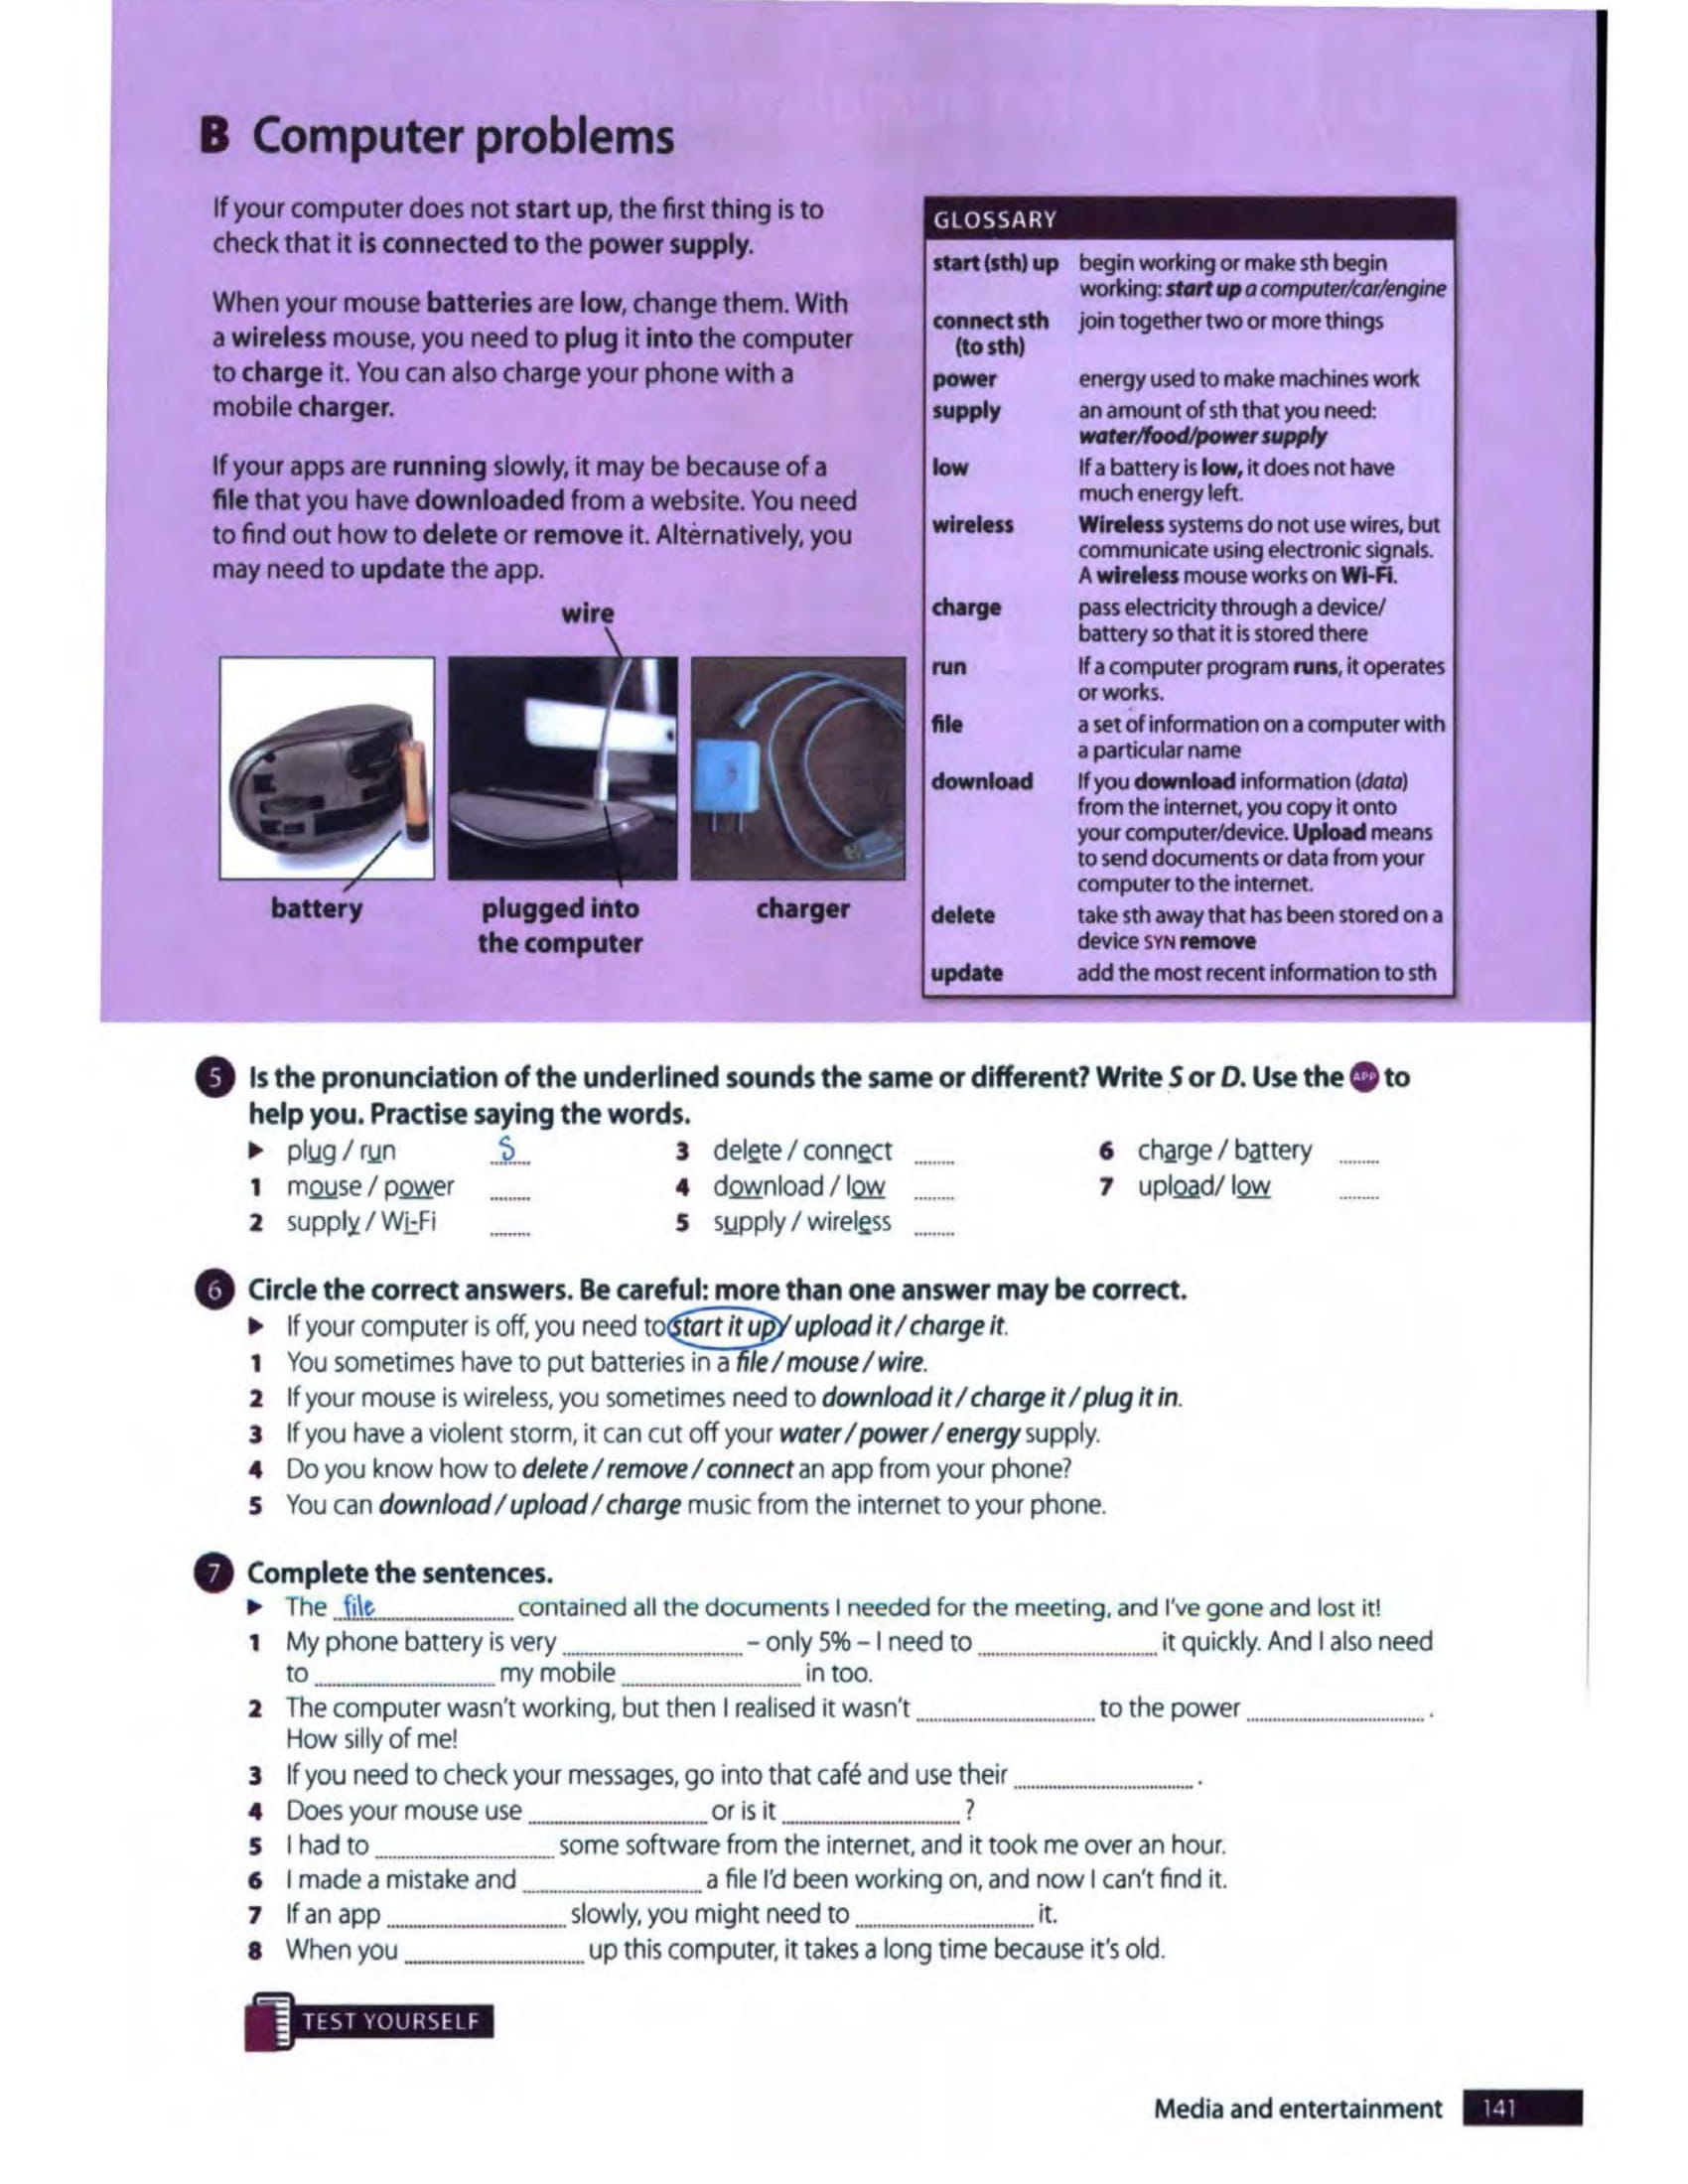 B Computer problems
If your computer does not start up, the first thing is to
check that it is connected to the power supply.
When your mouse batteries are low, change them. With
a wireless mouse, you need to plug it into the computer
to charge it. You can also charge your phone with a
mobile charger.
If your apps are running slowly, it may be because of a
file that you have downloaded from a website. You need
to find out how to delete or remove it. Alternatively, you
may need to update the app.
wire
battery
plugged into
the computer
charger
GLOSSARY
start (sth) up begin working or make sth begin
working: start up a computer/car/engine
connect sth join together two or more things
(to sth)
power energy used to make machines work
supply an amount of sth that you need:
water/food/power supply
low If a battery is low, it does not have
much energy left.
wireless Wireless systems do not use wires, but
communicate using electronic signals.
A wireless mouse works on Wi-Fi.
charge pass electricity through a device/
battery so that it is stored there
run If a computer program runs, it operates
or works.
file a set of information on a computer with
a particular name
download If you download information (data)
from the internet, you copy it onto
your computer/device. Upload means
to send documents or data from your
computer to the internet.
delete take sth away that has been stored on a
device SYN remove
update add the most recent information to sth
5 Is the pronunciation of the underlined sounds the same or different? Write S or D. Use the APP to
help you. Practise saying the words.
▶ plug / run S
1 mouse / power ........
2 supply / Wi-Fi ........
3 delete / connect ........
4 download / low ........
5 supply / wireless ........
6 charge / battery ........
7 upload/ low ........
6 Circle the correct answers. Be careful: more than one answer may be correct.
▶ If your computer is off, you need to start it up / upload it / charge it.
1 You sometimes have to put batteries in a file / mouse / wire.
2 If your mouse is wireless, you sometimes need to download it / charge it / plug it in.
3 If you have a violent storm, it can cut off your water / power / energy supply.
4 Do you know how to delete / remove / connect an app from your phone?
5 You can download / upload / charge music from the internet to your phone.
7 Complete the sentences.
▶ The file contained all the documents I needed for the meeting, and I've gone and lost it!
1 My phone battery is very ........ – only 5% – I need to ........ it quickly. And I also need
to ........ my mobile ........ in too.
2 The computer wasn't working, but then I realised it wasn't ........ to the power ........ .
How silly of me!
3 If you need to check your messages, go into that café and use their ........ .
4 Does your mouse use ........ or is it ........ ?
5 I had to ........ some software from the internet, and it took me over an hour.
6 I made a mistake and ........ a file I'd been working on, and now I can't find it.
7 If an app ........ slowly, you might need to ........ it.
8 When you ........ up this computer, it takes a long time because it's old.
TEST YOURSELF
Media and entertainment 141